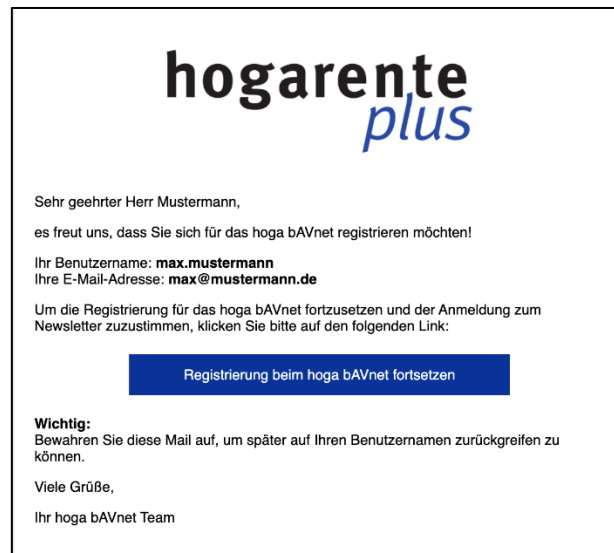 hogarente
plus
Sehr geehrter Herr Mustermann,
es freut uns, dass Sie sich für das hoga bAVnet registrieren möchten!
Ihr Benutzername: max.mustermann
Ihre E-Mail-Adresse: max@mustermann.de
Um die Registrierung für das hoga bAVnet fortzusetzen und der Anmeldung zum
Newsletter zuzustimmen, klicken Sie bitte auf den folgenden Link:
Registrierung beim hoga bAVnet fortsetzen
Wichtig:
Bewahren Sie diese Mail auf, um später auf Ihren Benutzernamen zurückgreifen zu
können.
Viele Grüße,
Ihr hoga bAVnet Team